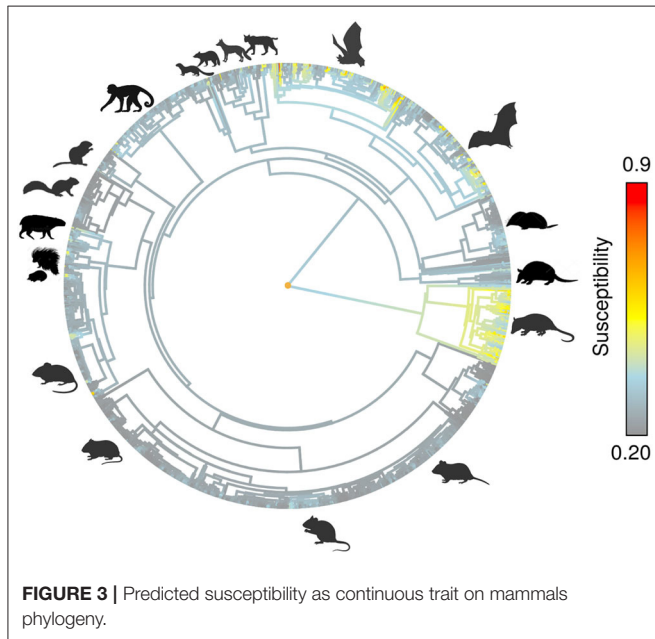 0.9
Susceptibility
0.20
FIGURE 3 | Predicted susceptibility as continuous trait on mammals
phylogeny.